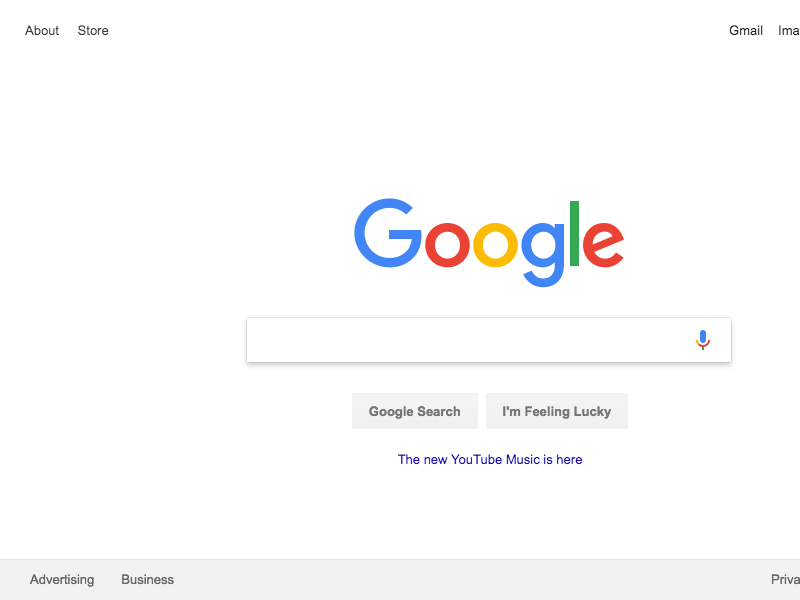 About Store Gmail Ima
Google
Google Search I'm Feeling Lucky
The new YouTube Music is here
Advertising Business Priva